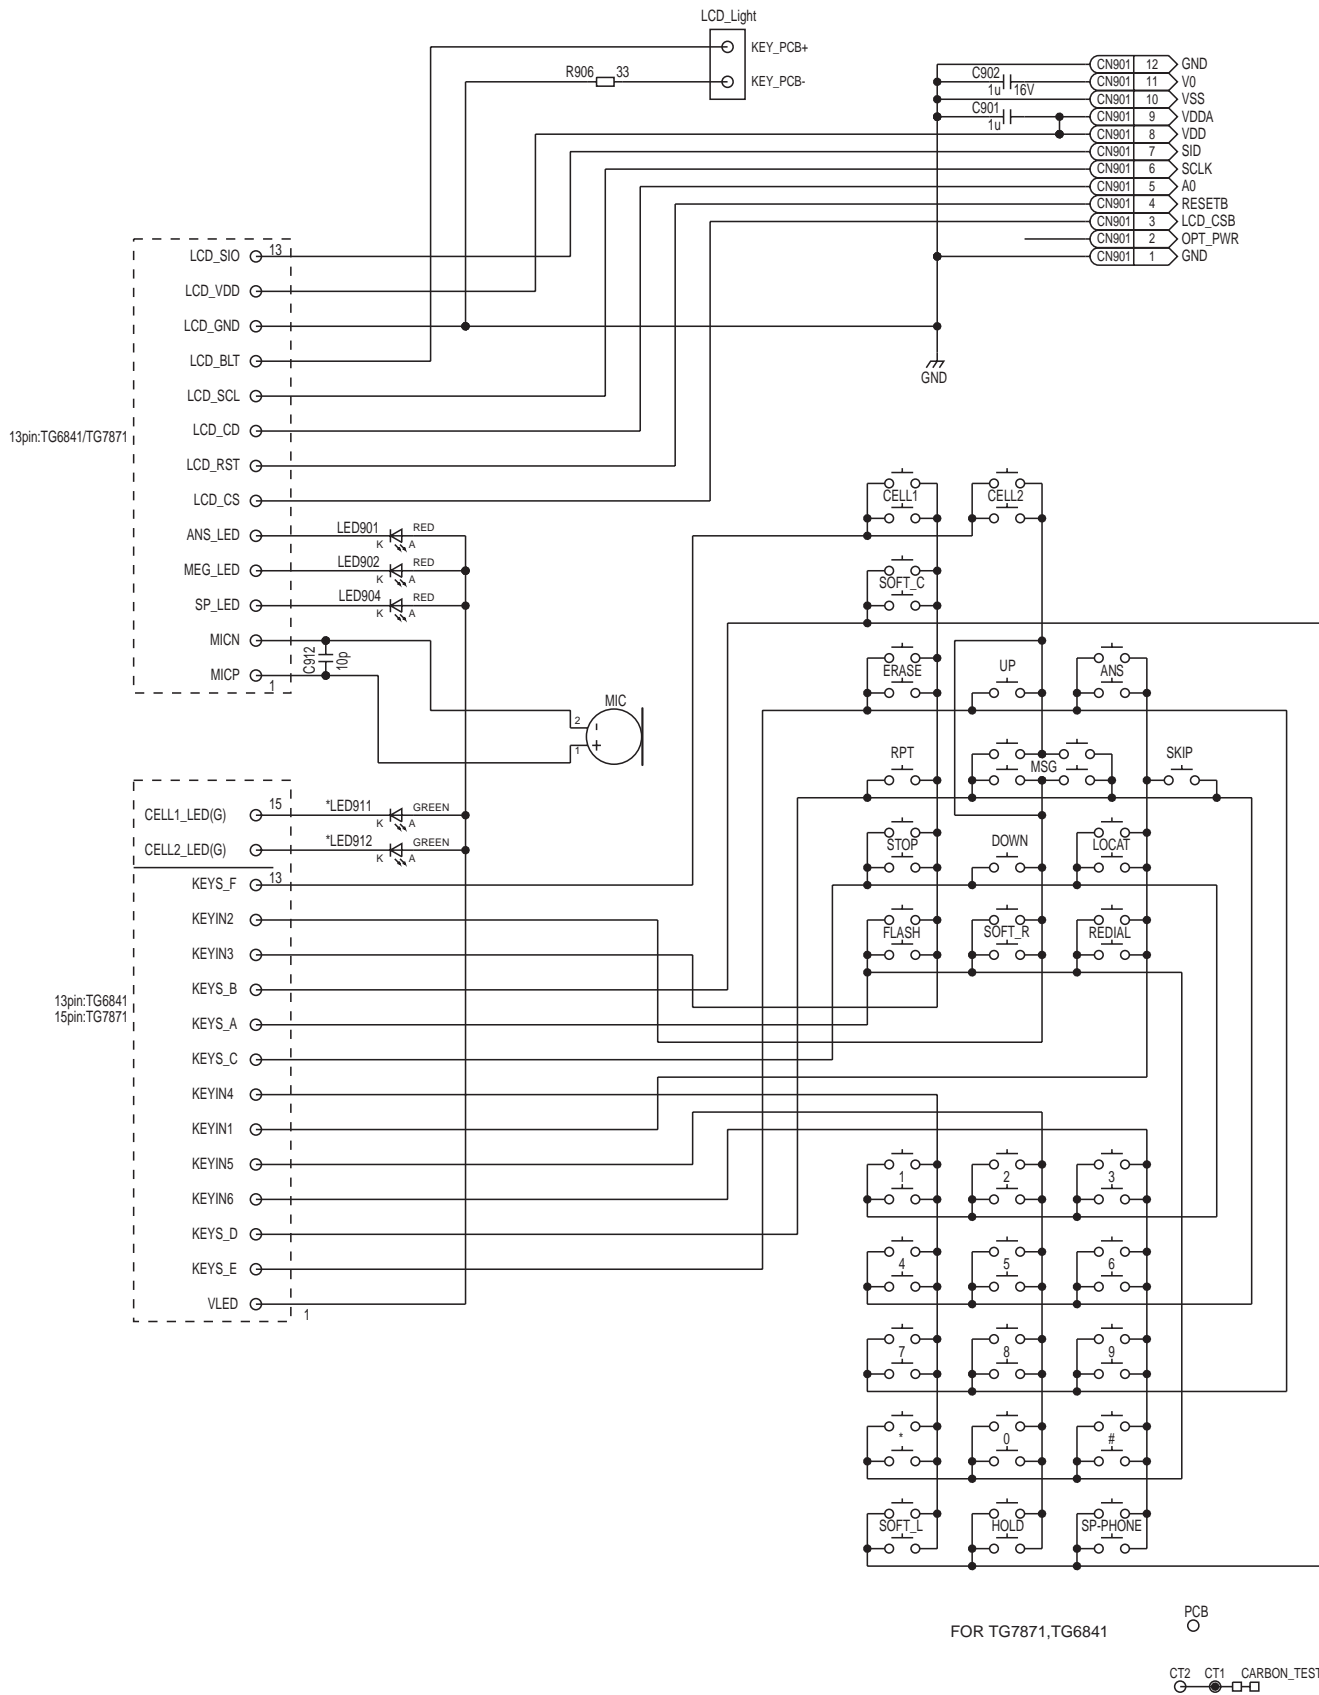 LCD_Light
KEY_PCB+
R906 33 KEY_PCB-
CN901 12 GND
C902 1u 16V CN901 11 V0
CN901 10 VSS
C901 1u CN901 9 VDDA
CN901 8 VDD
CN901 7 SID
CN901 6 SCLK
CN901 5 A0
CN901 4 RESETB
CN901 3 LCD_CSB
CN901 2 OPT_PWR
CN901 1 GND
LCD_SIO 13
LCD_VDD
LCD_GND
LCD_BLT
GND
LCD_SCL
LCD_CD
13pin:TG6841/TG7871
LCD_RST
LCD_CS
CELL1 CELL2
ANS_LED LED901 RED
K A
MEG_LED LED902 RED
K A
SP_LED LED904 RED
K A
SOFT_C
MICN
C912 10p
MICP 1
ERASE UP ANS
MIC
2 -
1 +
RPT MSG SKIP
CELL1_LED(G) 15 *LED911 GREEN
K A
CELL2_LED(G) *LED912 GREEN
K A
STOP DOWN LOCAT
KEYS_F 13
KEYIN2
FLASH SOFT_R REDIAL
KEYIN3
KEYS_B
13pin:TG6841
15pin:TG7871
KEYS_A
KEYS_C
KEYIN4
KEYIN1
KEYIN5
KEYIN6
KEYS_D
KEYS_E
VLED 1
1 2 3
4 5 6
7 8 9
* 0 #
SOFT_L HOLD SP-PHONE
PCB
FOR TG7871,TG6841
CT2 CT1 CARBON_TEST